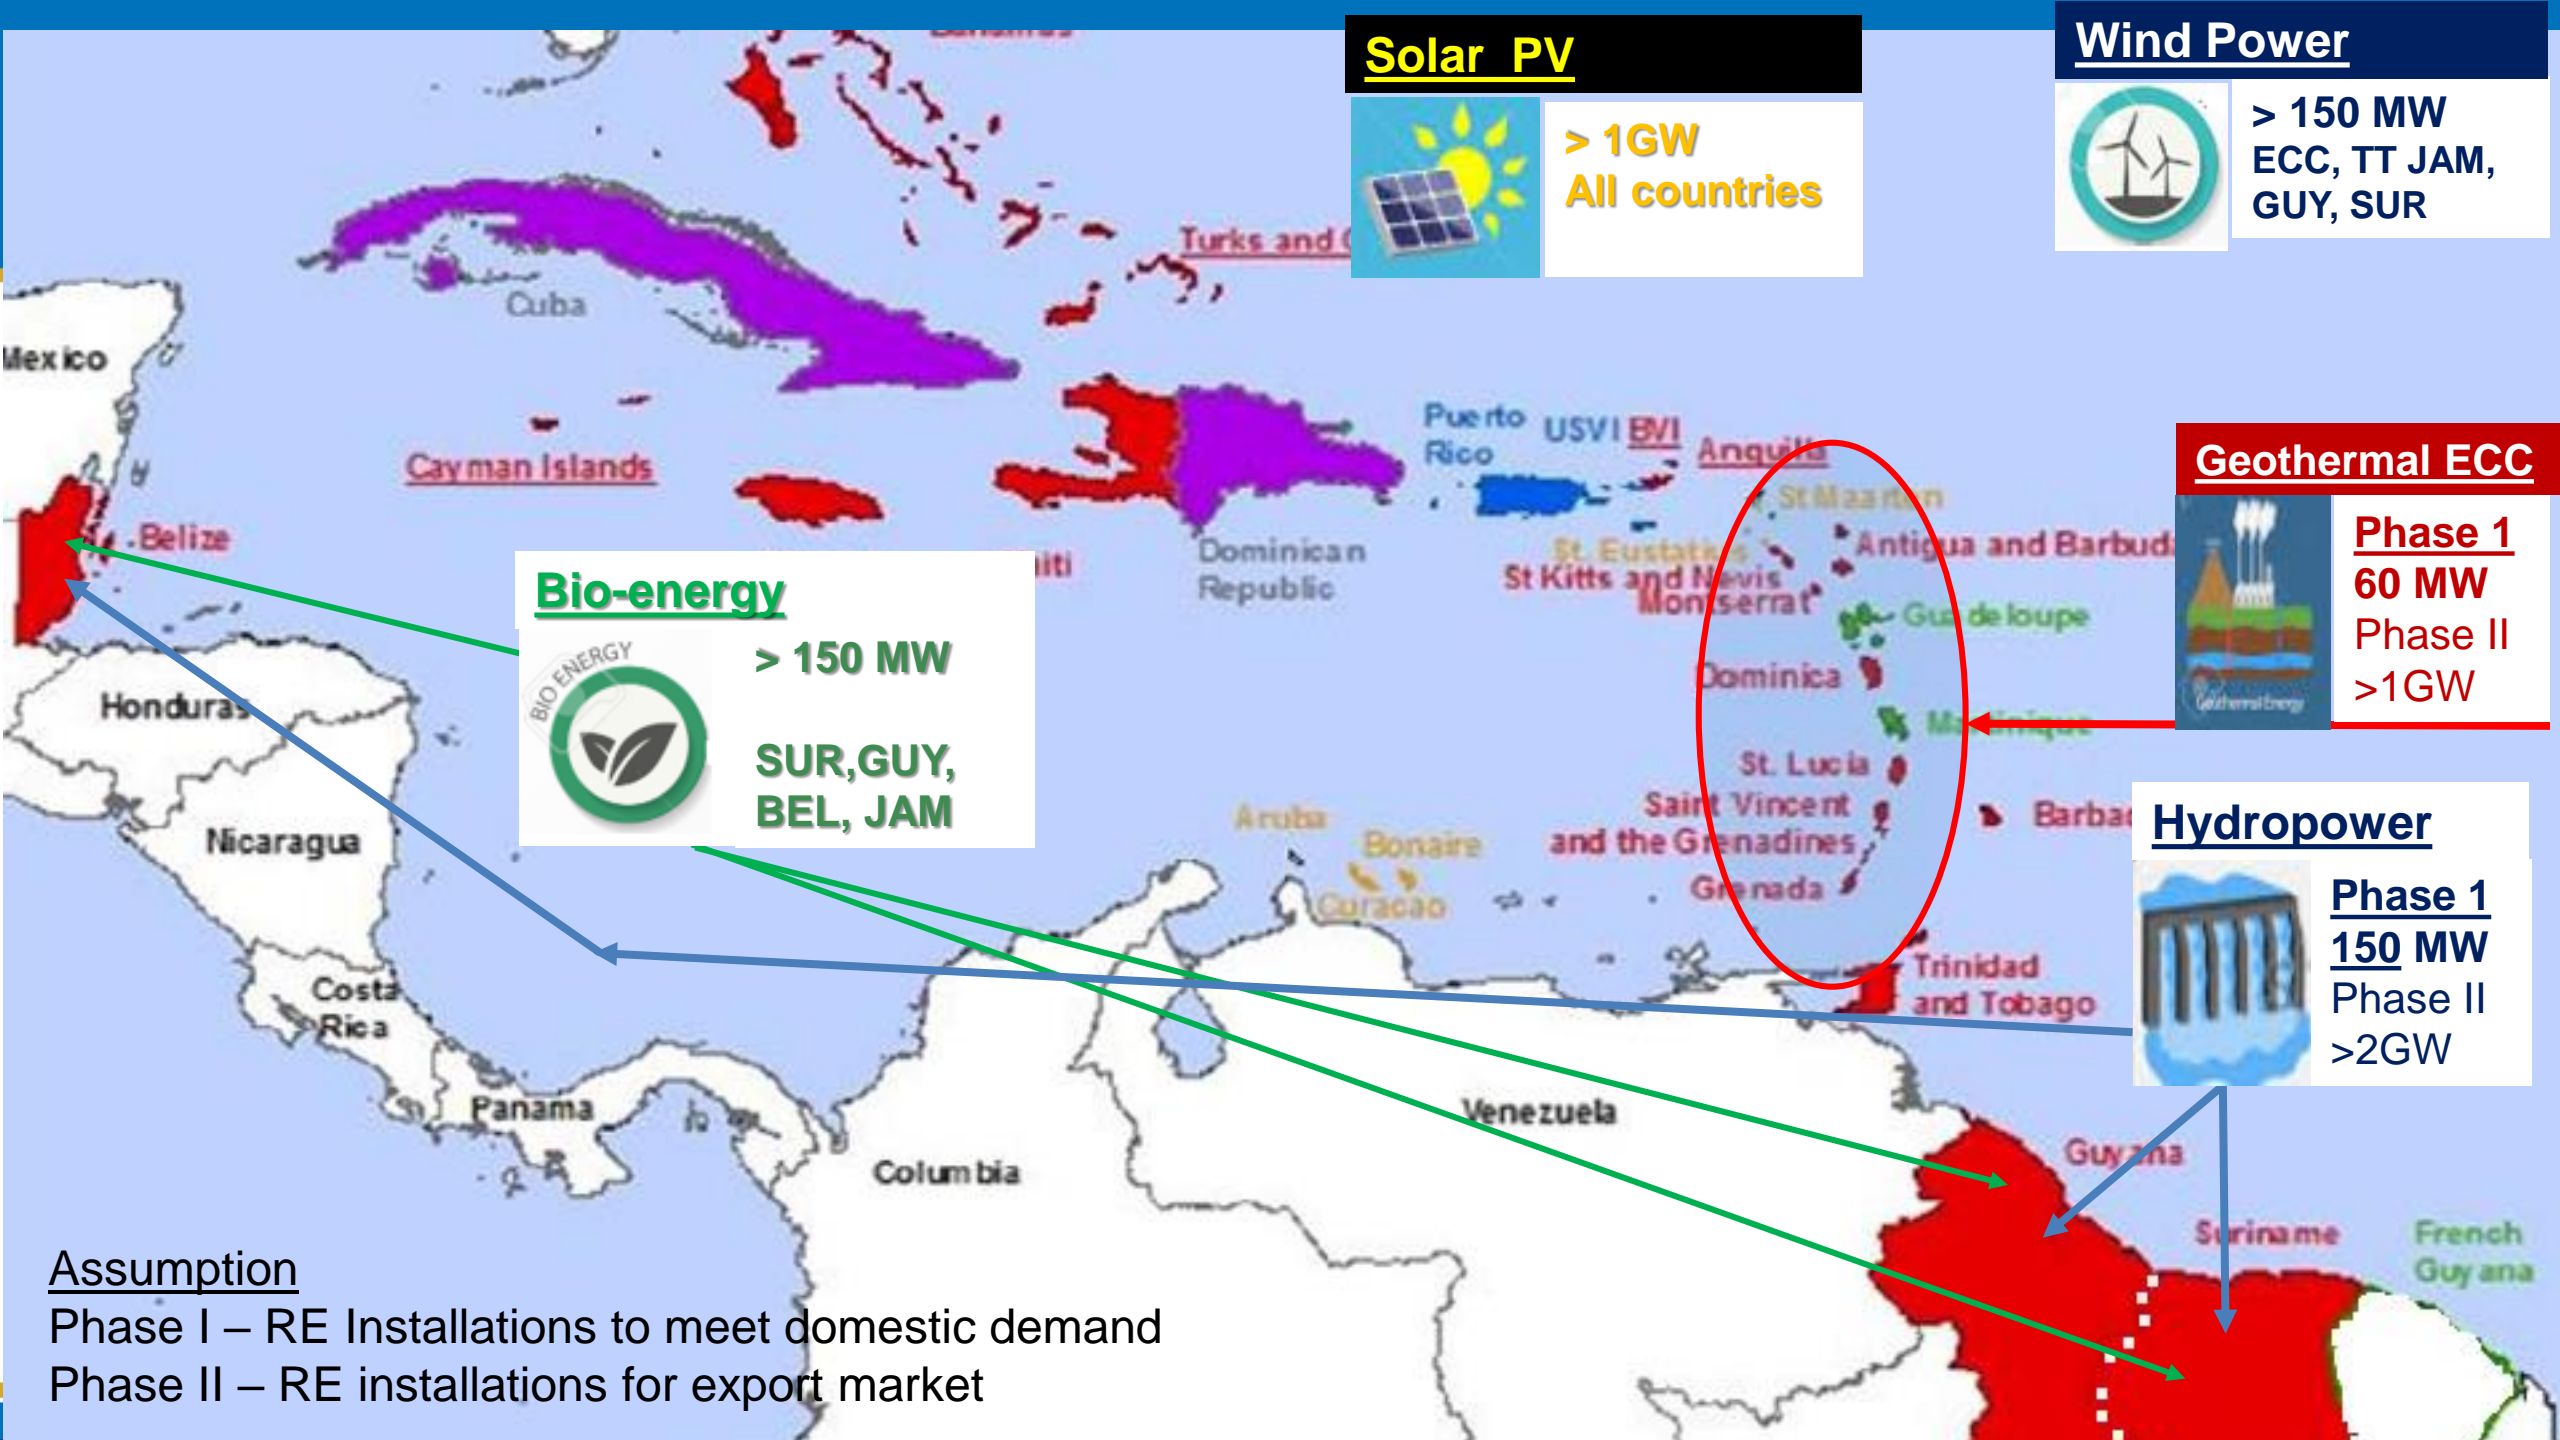 Solar PV
> 1GW
All countries
Wind Power
> 150 MW
ECC, TT JAM,
GUY, SUR
Bahamas
Turks and
Cuba
Mexico
Cayman Islands
Puerto
Rico
USVI
BVI
Anguilla
St Maarten
Geothermal ECC
Phase 1
60 MW
Phase II
>1GW
Geothermal Energy
Belize
Dominican
Republic
St. Eustatius
St Kitts and Nevis
Montserrat
Antigua and Barbuda
Guadeloupe
Bio-energy
BIO ENERGY
> 150 MW
SUR,GUY,
BEL, JAM
Honduras
Dominica
Martinique
St. Lucia
Saint Vincent
and the Grenadines
Grenada
Nicaragua
Aruba
Bonaire
Curacao
Hydropower
Phase 1
150 MW
Phase II
>2GW
Costa
Rica
Trinidad
and Tobago
Panama
Venezuela
Columbia
Guyana
Suriname
French
Guyana
Assumption
Phase I – RE Installations to meet domestic demand
Phase II – RE installations for export market